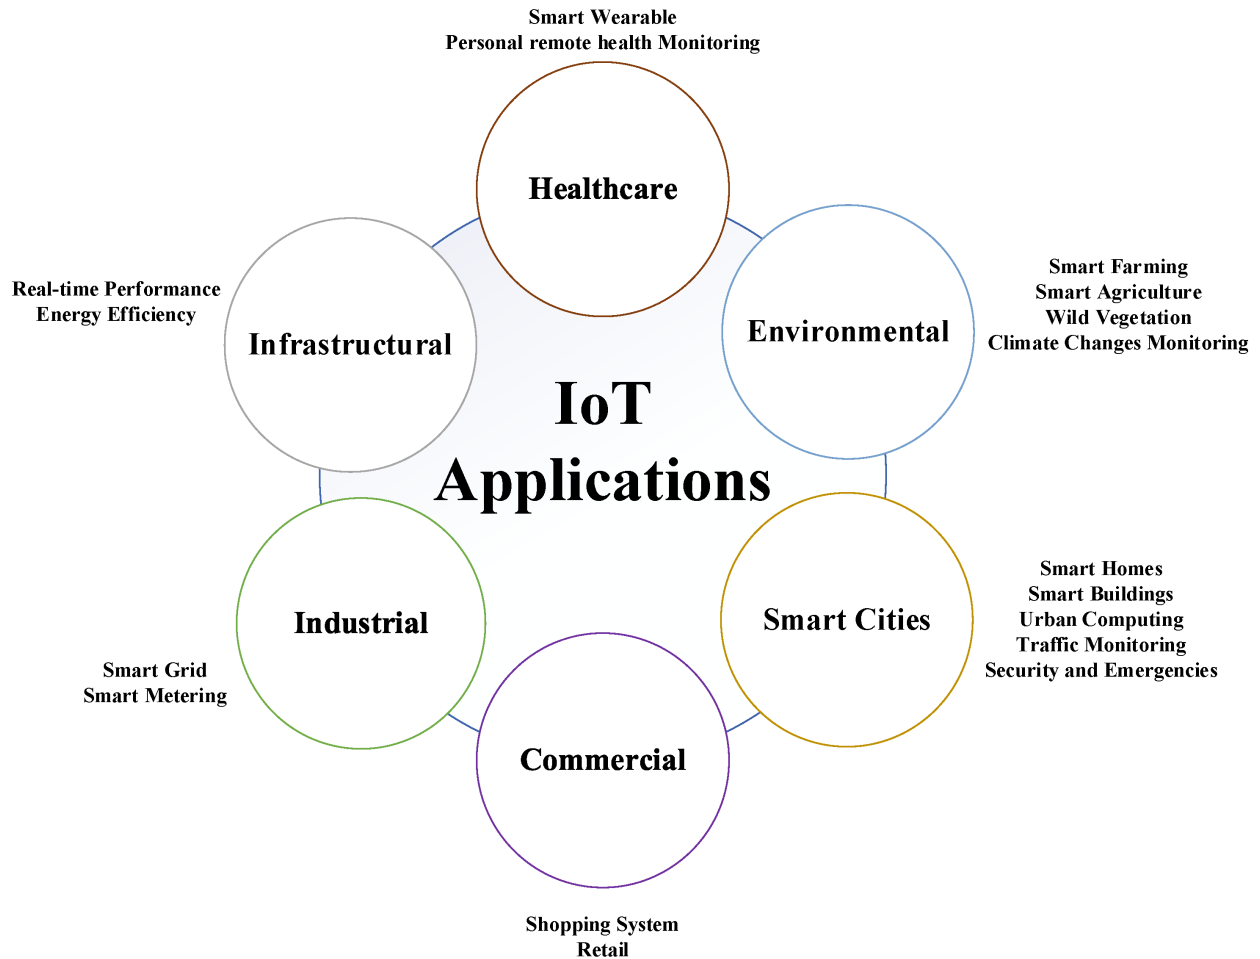 Smart Wearable
Personal remote health Monitoring
Healthcare
Environmental
Smart Farming
Smart Agriculture
Wild Vegetation
Climate Changes Monitoring
Smart Cities
Smart Homes
Smart Buildings
Urban Computing
Traffic Monitoring
Security and Emergencies
Commercial
Shopping System
Retail
Industrial
Smart Grid
Smart Metering
Infrastructural
Real-time Performance
Energy Efficiency
IoT
Applications